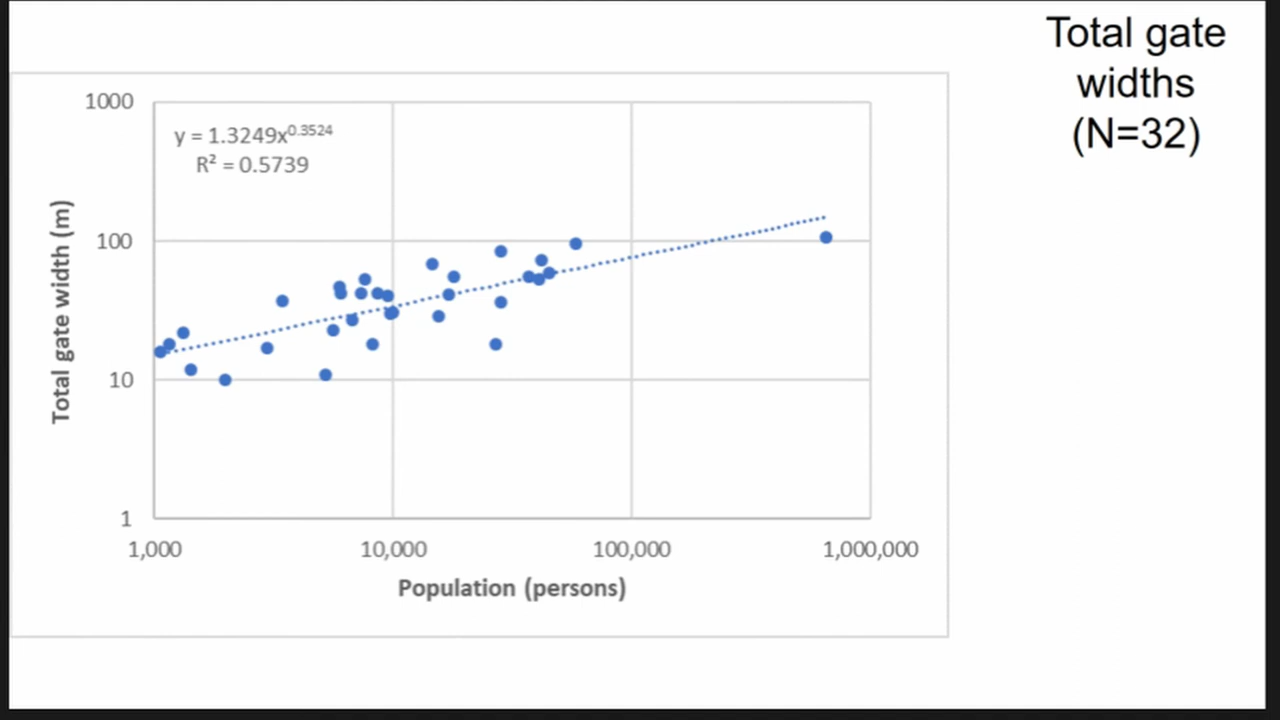 Total gate
widths
(N=32)
y = 1.3249x^0.3524
R² = 0.5739
Total gate width (m)
1000
100
10
1
1,000
10,000
100,000
1,000,000
Population (persons)